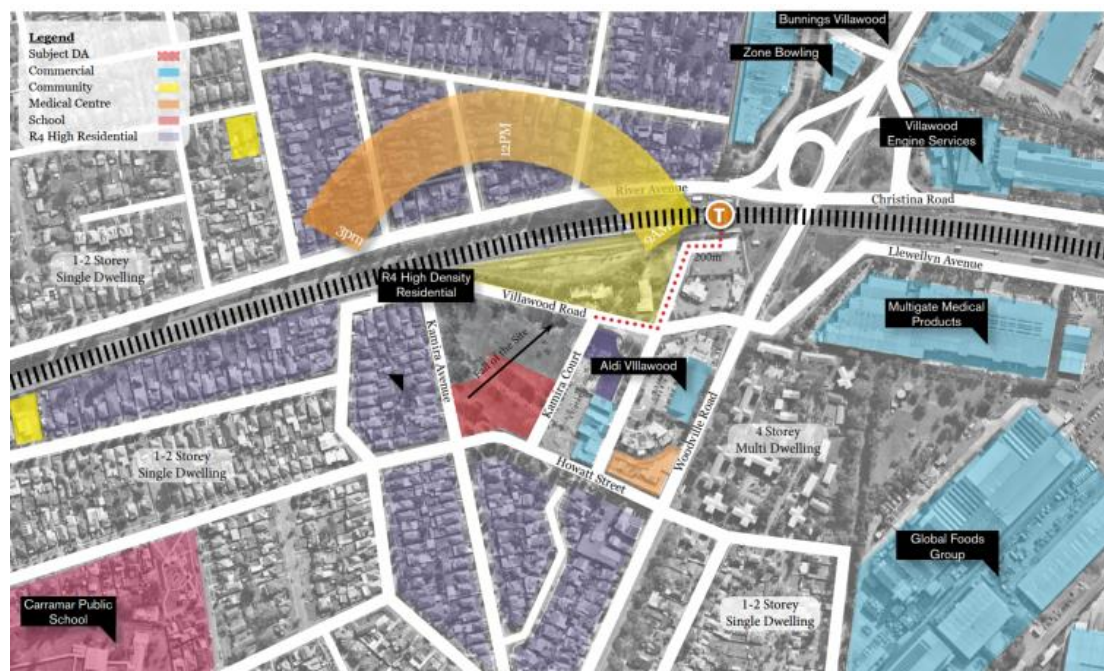 Legend
Subject DA
Commercial
Community
Medical Centre
School
R4 High Residential
Bunnings Villawood
Zone Bowling
Villawood
Engine Services
12PM
3pm
River Avenue
T
Christina Road
200m
Llewellyn Avenue
1-2 Storey
Single Dwelling
R4 High Density
Residential
Villawood Road
Multigate Medical
Products
Kamira Avenue
of the Site
Kamira Court
Aldi VIllawood
Woodville Road
4 Storey
Multi Dwelling
1-2 Storey
Single Dwelling
Howatt Street
Global Foods
Group
Carramar Public
School
1-2 Storey
Single Dwelling